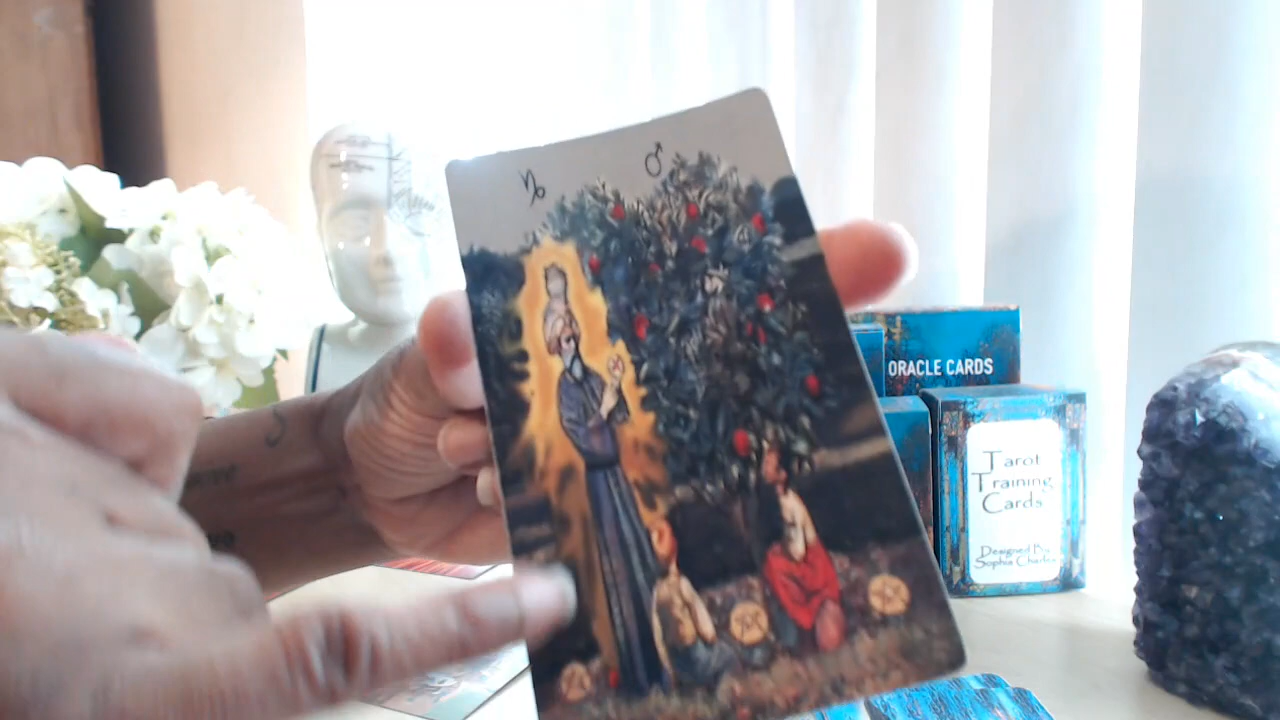 ♑ ♂
ORACLE CARDS
Tarot
Training
Cards
Designed By
Sophia Charles